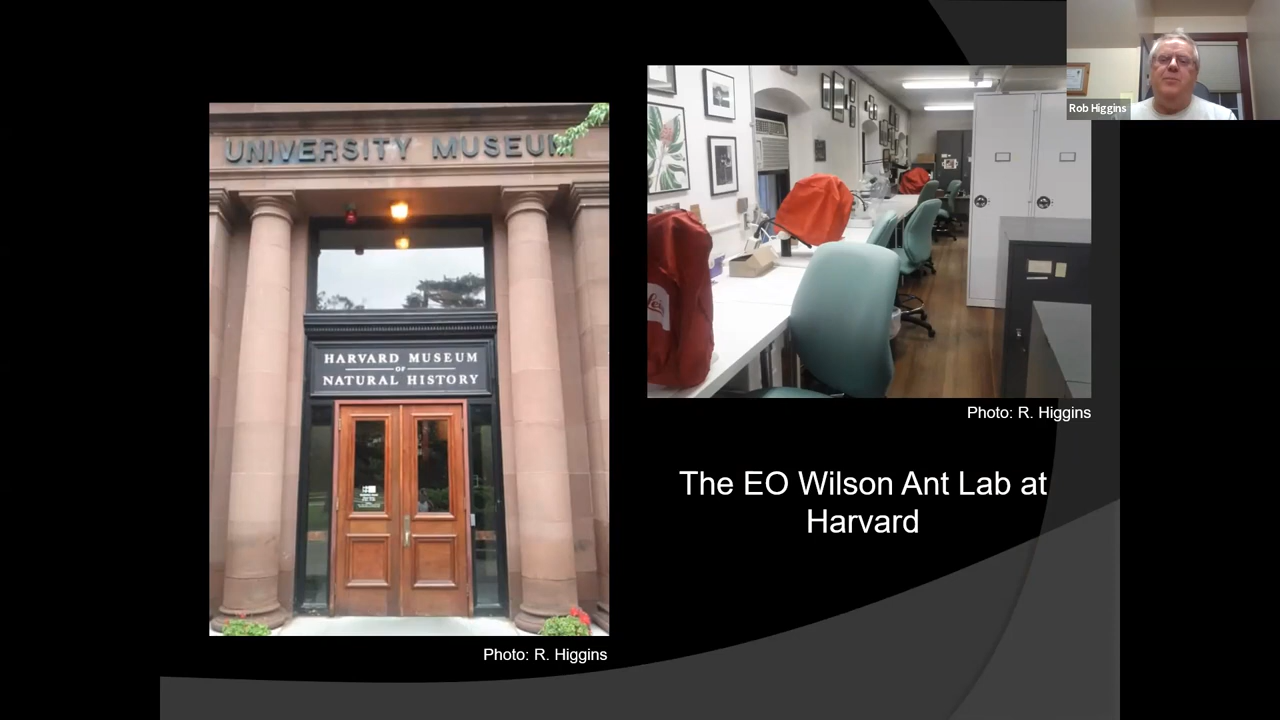 UNIVERSITY MUSEUM
HARVARD MUSEUM
OF
NATURAL HISTORY
Photo: R. Higgins
Rob Higgins
Photo: R. Higgins
The EO Wilson Ant Lab at
Harvard